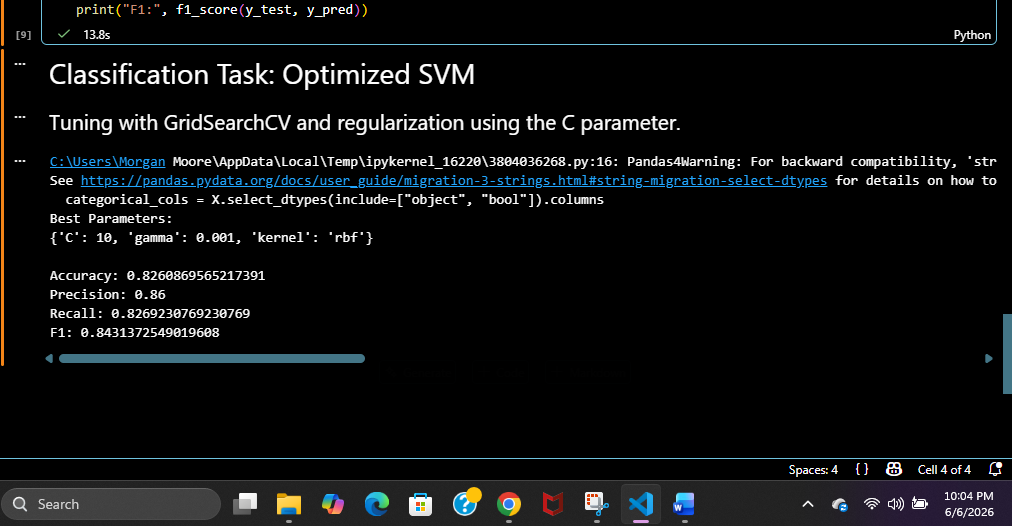 print("F1:", f1_score(y_test, y_pred))
[9]
13.8s
Python
Classification Task: Optimized SVM
Tuning with GridSearchCV and regularization using the C parameter.
C:\Users\Morgan Moore\AppData\Local\Temp\ipykernel_16220\3804036268.py:16: Pandas4Warning: For backward compatibility, 'str
See https://pandas.pydata.org/docs/user_guide/migration-3-strings.html#string-migration-select-dtypes for details on how to
categorical_cols = X.select_dtypes(include=["object", "bool"]).columns
Best Parameters:
{'C': 10, 'gamma': 0.001, 'kernel': 'rbf'}
Accuracy: 0.8260869565217391
Precision: 0.86
Recall: 0.8269230769230769
F1: 0.8431372549019608
Spaces: 4 { } Cell 4 of 4
Search
10:04 PM
6/6/2026